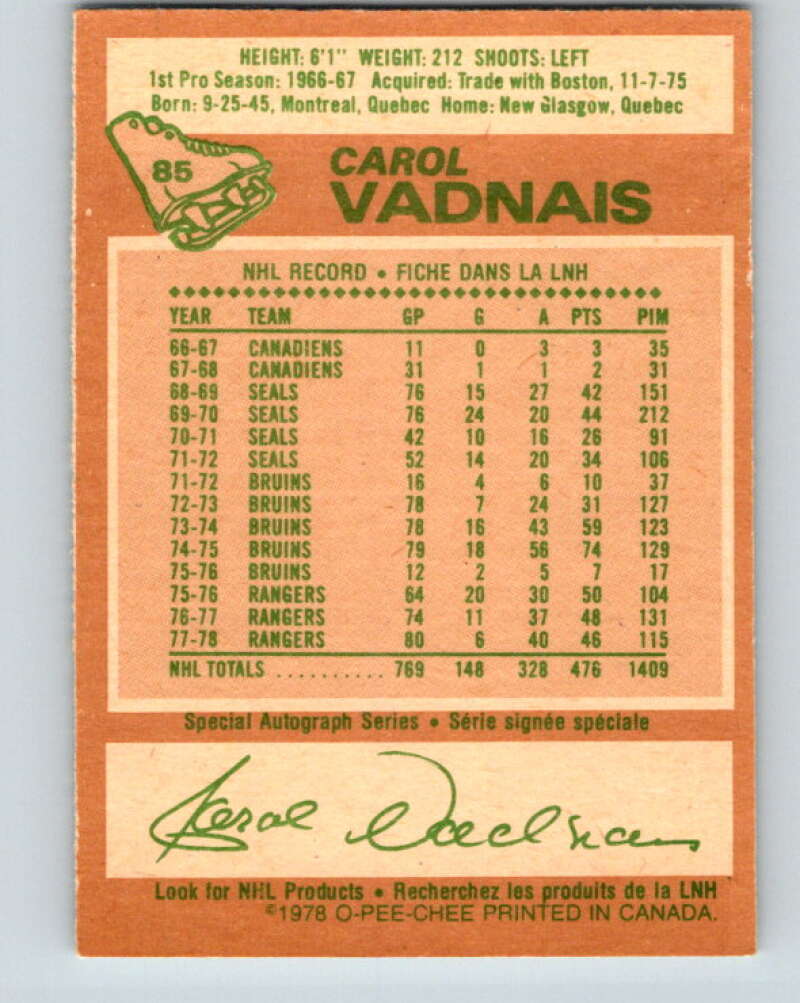 HEIGHT: 6'1" WEIGHT: 212 SHOOTS: LEFT
1st Pro Season: 1966-67 Acquired: Trade with Boston, 11-7-75
Born: 9-25-45, Montreal, Quebec Home: New Glasgow, Quebec
85
CAROL
VADNAIS
NHL RECORD • FICHE DANS LA LNH
YEAR TEAM GP G A PTS PIM
66-67 CANADIENS 11 0 3 3 35
67-68 CANADIENS 31 1 1 2 31
68-69 SEALS 76 15 27 42 151
69-70 SEALS 76 24 20 44 212
70-71 SEALS 42 10 16 26 91
71-72 SEALS 52 14 20 34 106
71-72 BRUINS 16 4 6 10 37
72-73 BRUINS 78 7 24 31 127
73-74 BRUINS 78 16 43 59 123
74-75 BRUINS 79 18 56 74 129
75-76 BRUINS 12 2 5 7 17
75-76 RANGERS 64 20 30 50 104
76-77 RANGERS 74 11 37 48 131
77-78 RANGERS 80 6 40 46 115
NHL TOTALS .......... 769 148 328 476 1409
Special Autograph Series • Série signée spéciale
Carol Vadnais
Look for NHL Products • Recherchez les produits de la LNH
©1978 O-PEE-CHEE PRINTED IN CANADA.